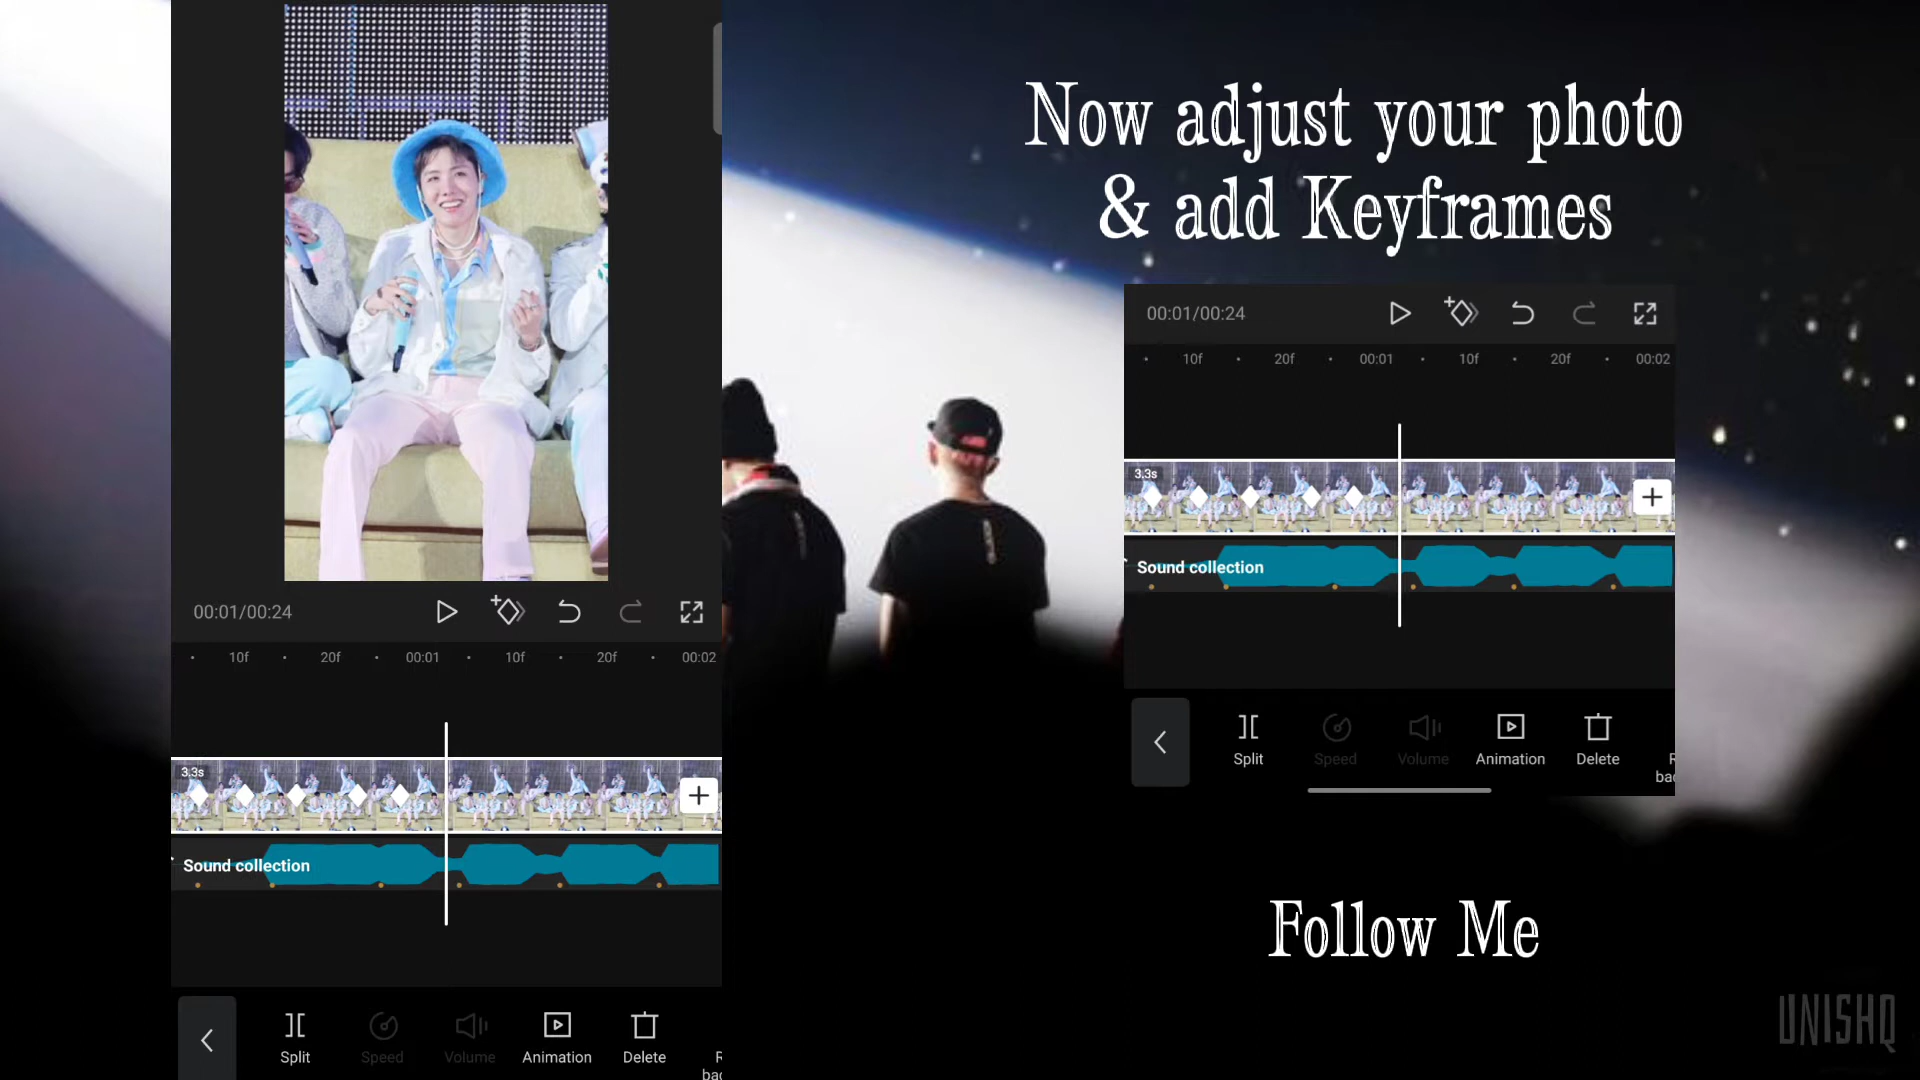 00:01/00:24
10f 20f 00:01 10f 20f 00:02
3.3s
Sound collection
Split Speed Volume Animation Delete
Now adjust your photo
& add Keyframes
00:01/00:24
10f 20f 00:01 10f 20f 00:02
3.3s
Sound collection
Split Speed Volume Animation Delete
Follow Me
UNISHQ